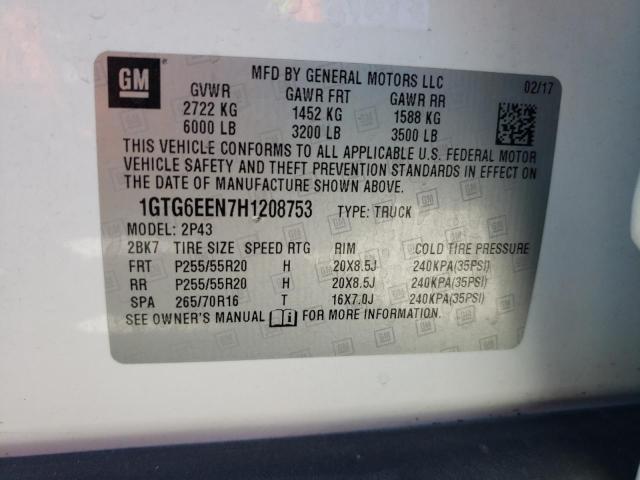 GM
MFD BY GENERAL MOTORS LLC 02/17
GVWR GAWR FRT GAWR RR
2722 KG 1452 KG 1588 KG
6000 LB 3200 LB 3500 LB
THIS VEHICLE CONFORMS TO ALL APPLICABLE U.S. FEDERAL MOTOR
VEHICLE SAFETY AND THEFT PREVENTION STANDARDS IN EFFECT ON
THE DATE OF MANUFACTURE SHOWN ABOVE.
1GTG6EEN7H1208753 TYPE: TRUCK
MODEL: 2P43
2BK7 TIRE SIZE SPEED RTG RIM COLD TIRE PRESSURE
FRT P255/55R20 H 20X8.5J 240KPA(35PSI)
RR P255/55R20 H 20X8.5J 240KPA(35PSI)
SPA 265/70R16 T 16X7.0J 240KPA(35PSI)
SEE OWNER'S MANUAL FOR MORE INFORMATION.